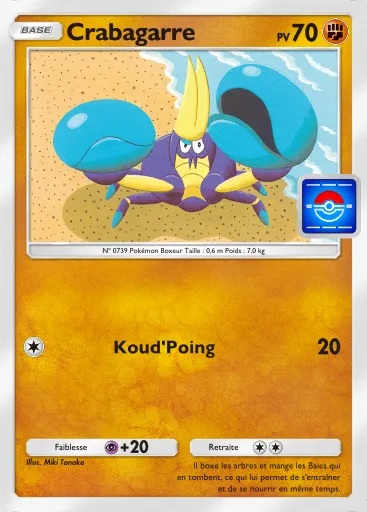 BASE Crabagarre PV 70
N° 0739 Pokémon Boxeur Taille : 0,6 m Poids : 7,0 kg
Koud'Poing 20
Faiblesse +20 Retraite
Illus. Miki Tanaka
Il boxe les arbres et mange les Baies qui
en tombent, ce qui lui permet de s'entraîner
et de se nourrir en même temps.